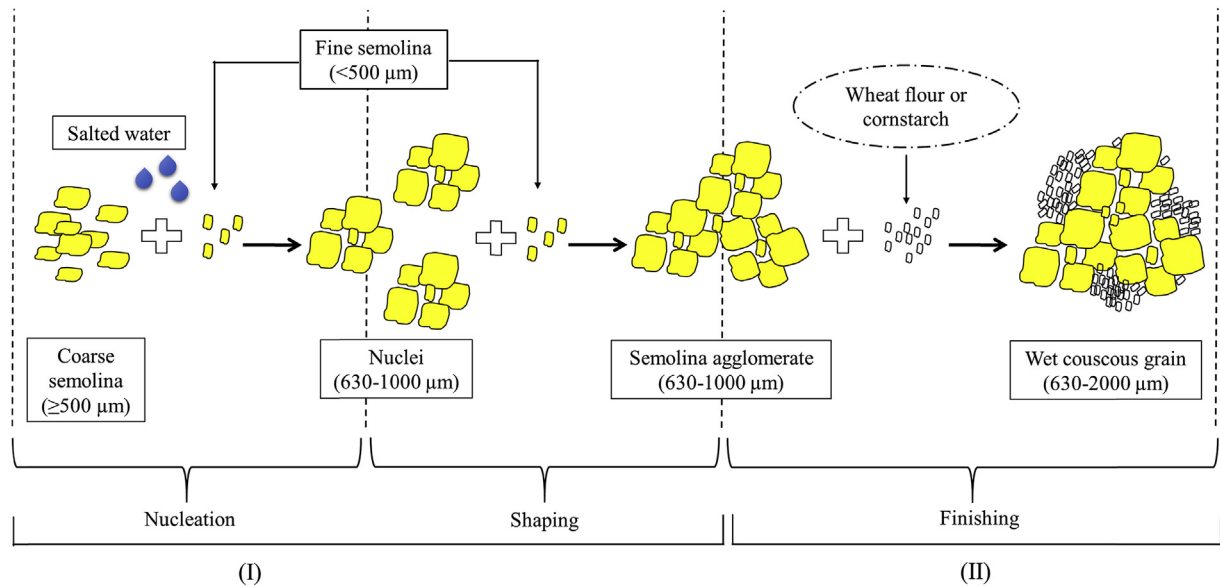 Fine semolina
(<500 µm)
Salted water
Wheat flour or
cornstarch
Coarse
semolina
(≥500 µm)
Nuclei
(630-1000 µm)
Semolina agglomerate
(630-1000 µm)
Wet couscous grain
(630-2000 µm)
Nucleation
Shaping
Finishing
(I)
(II)